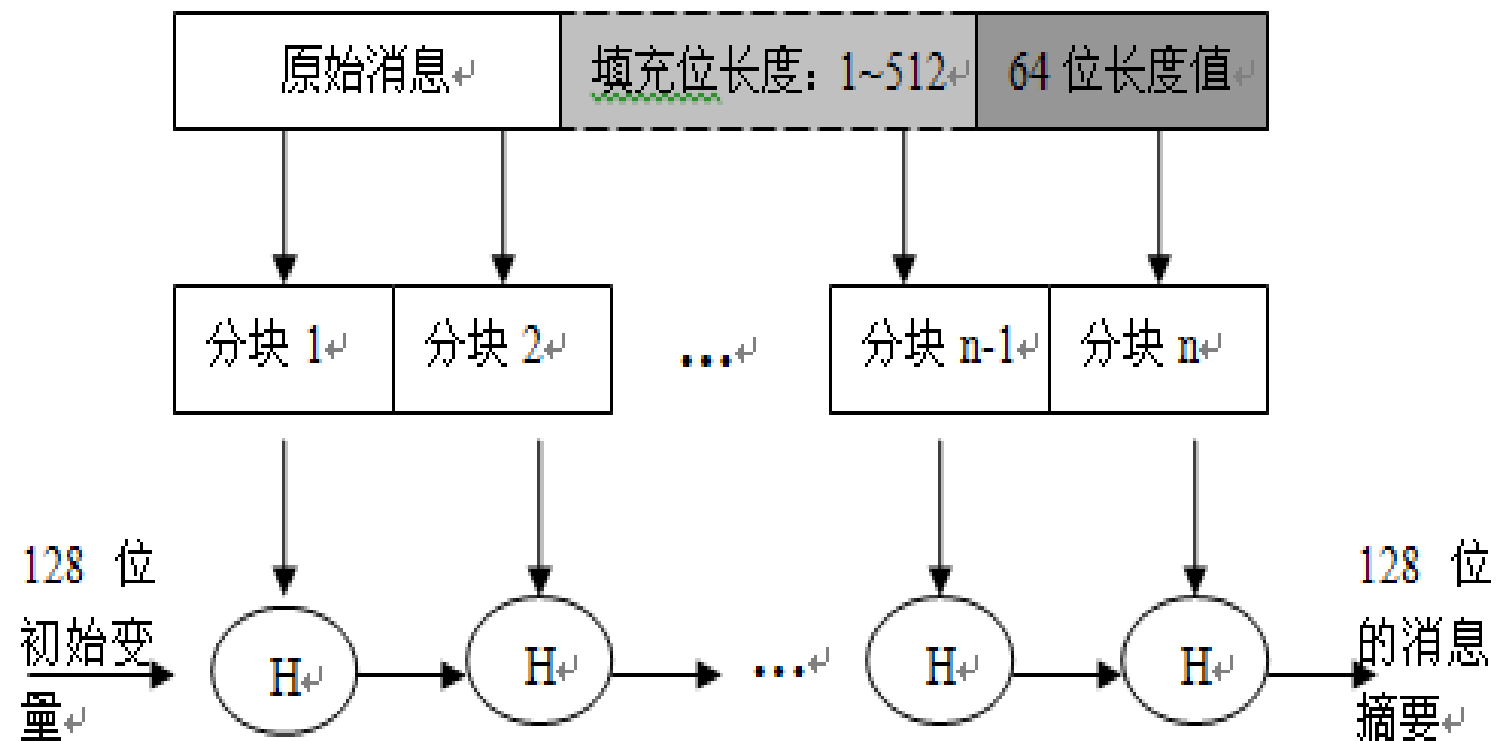 原始消息 填充位长度：1~512 64 位长度值
分块 1 分块 2 ... 分块 n-1 分块 n
128 位
初始变
量
H H ... H H
128 位
的消息
摘要